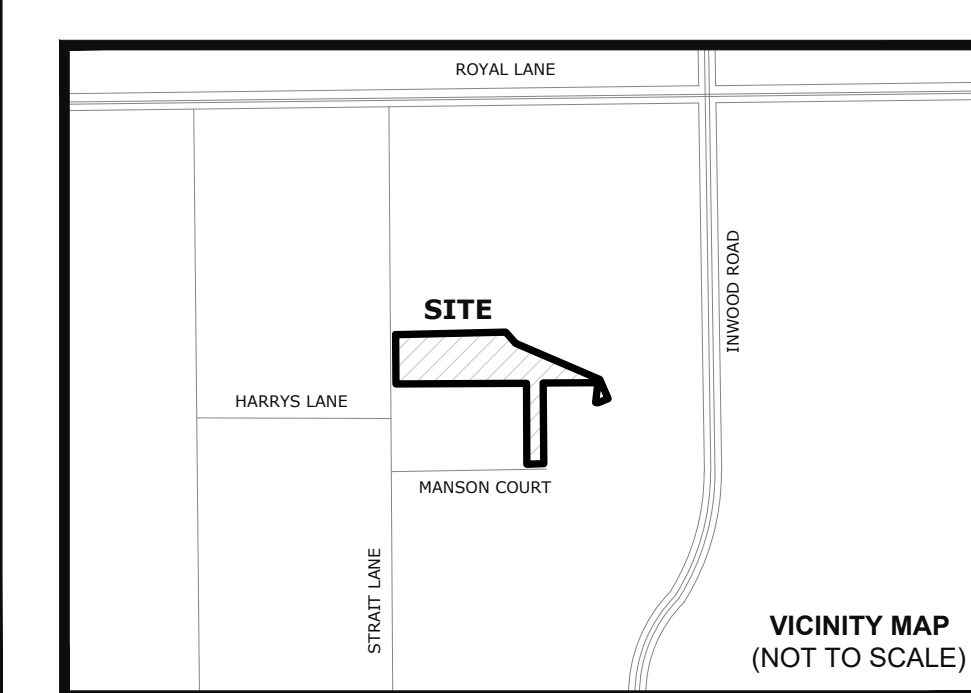 ROYAL LANE
INWOOD ROAD
SITE
HARRYS LANE
MANSON COURT
STRAIT LANE
VICINITY MAP
(NOT TO SCALE)